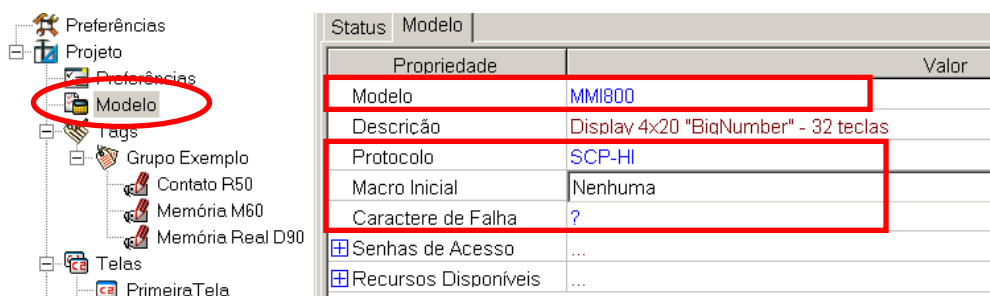 Preferências
Projeto
Preferências
Modelo
Tags
Grupo Exemplo
Contato R50
Memória M60
Memória Real D90
Telas
PrimeiraTela
Status Modelo
Propriedade Valor
Modelo MMI800
Descrição Display 4x20 "BigNumber" - 32 teclas
Protocolo SCP-HI
Macro Inicial Nenhuma
Caractere de Falha ?
Senhas de Acesso ...
Recursos Disponíveis ...